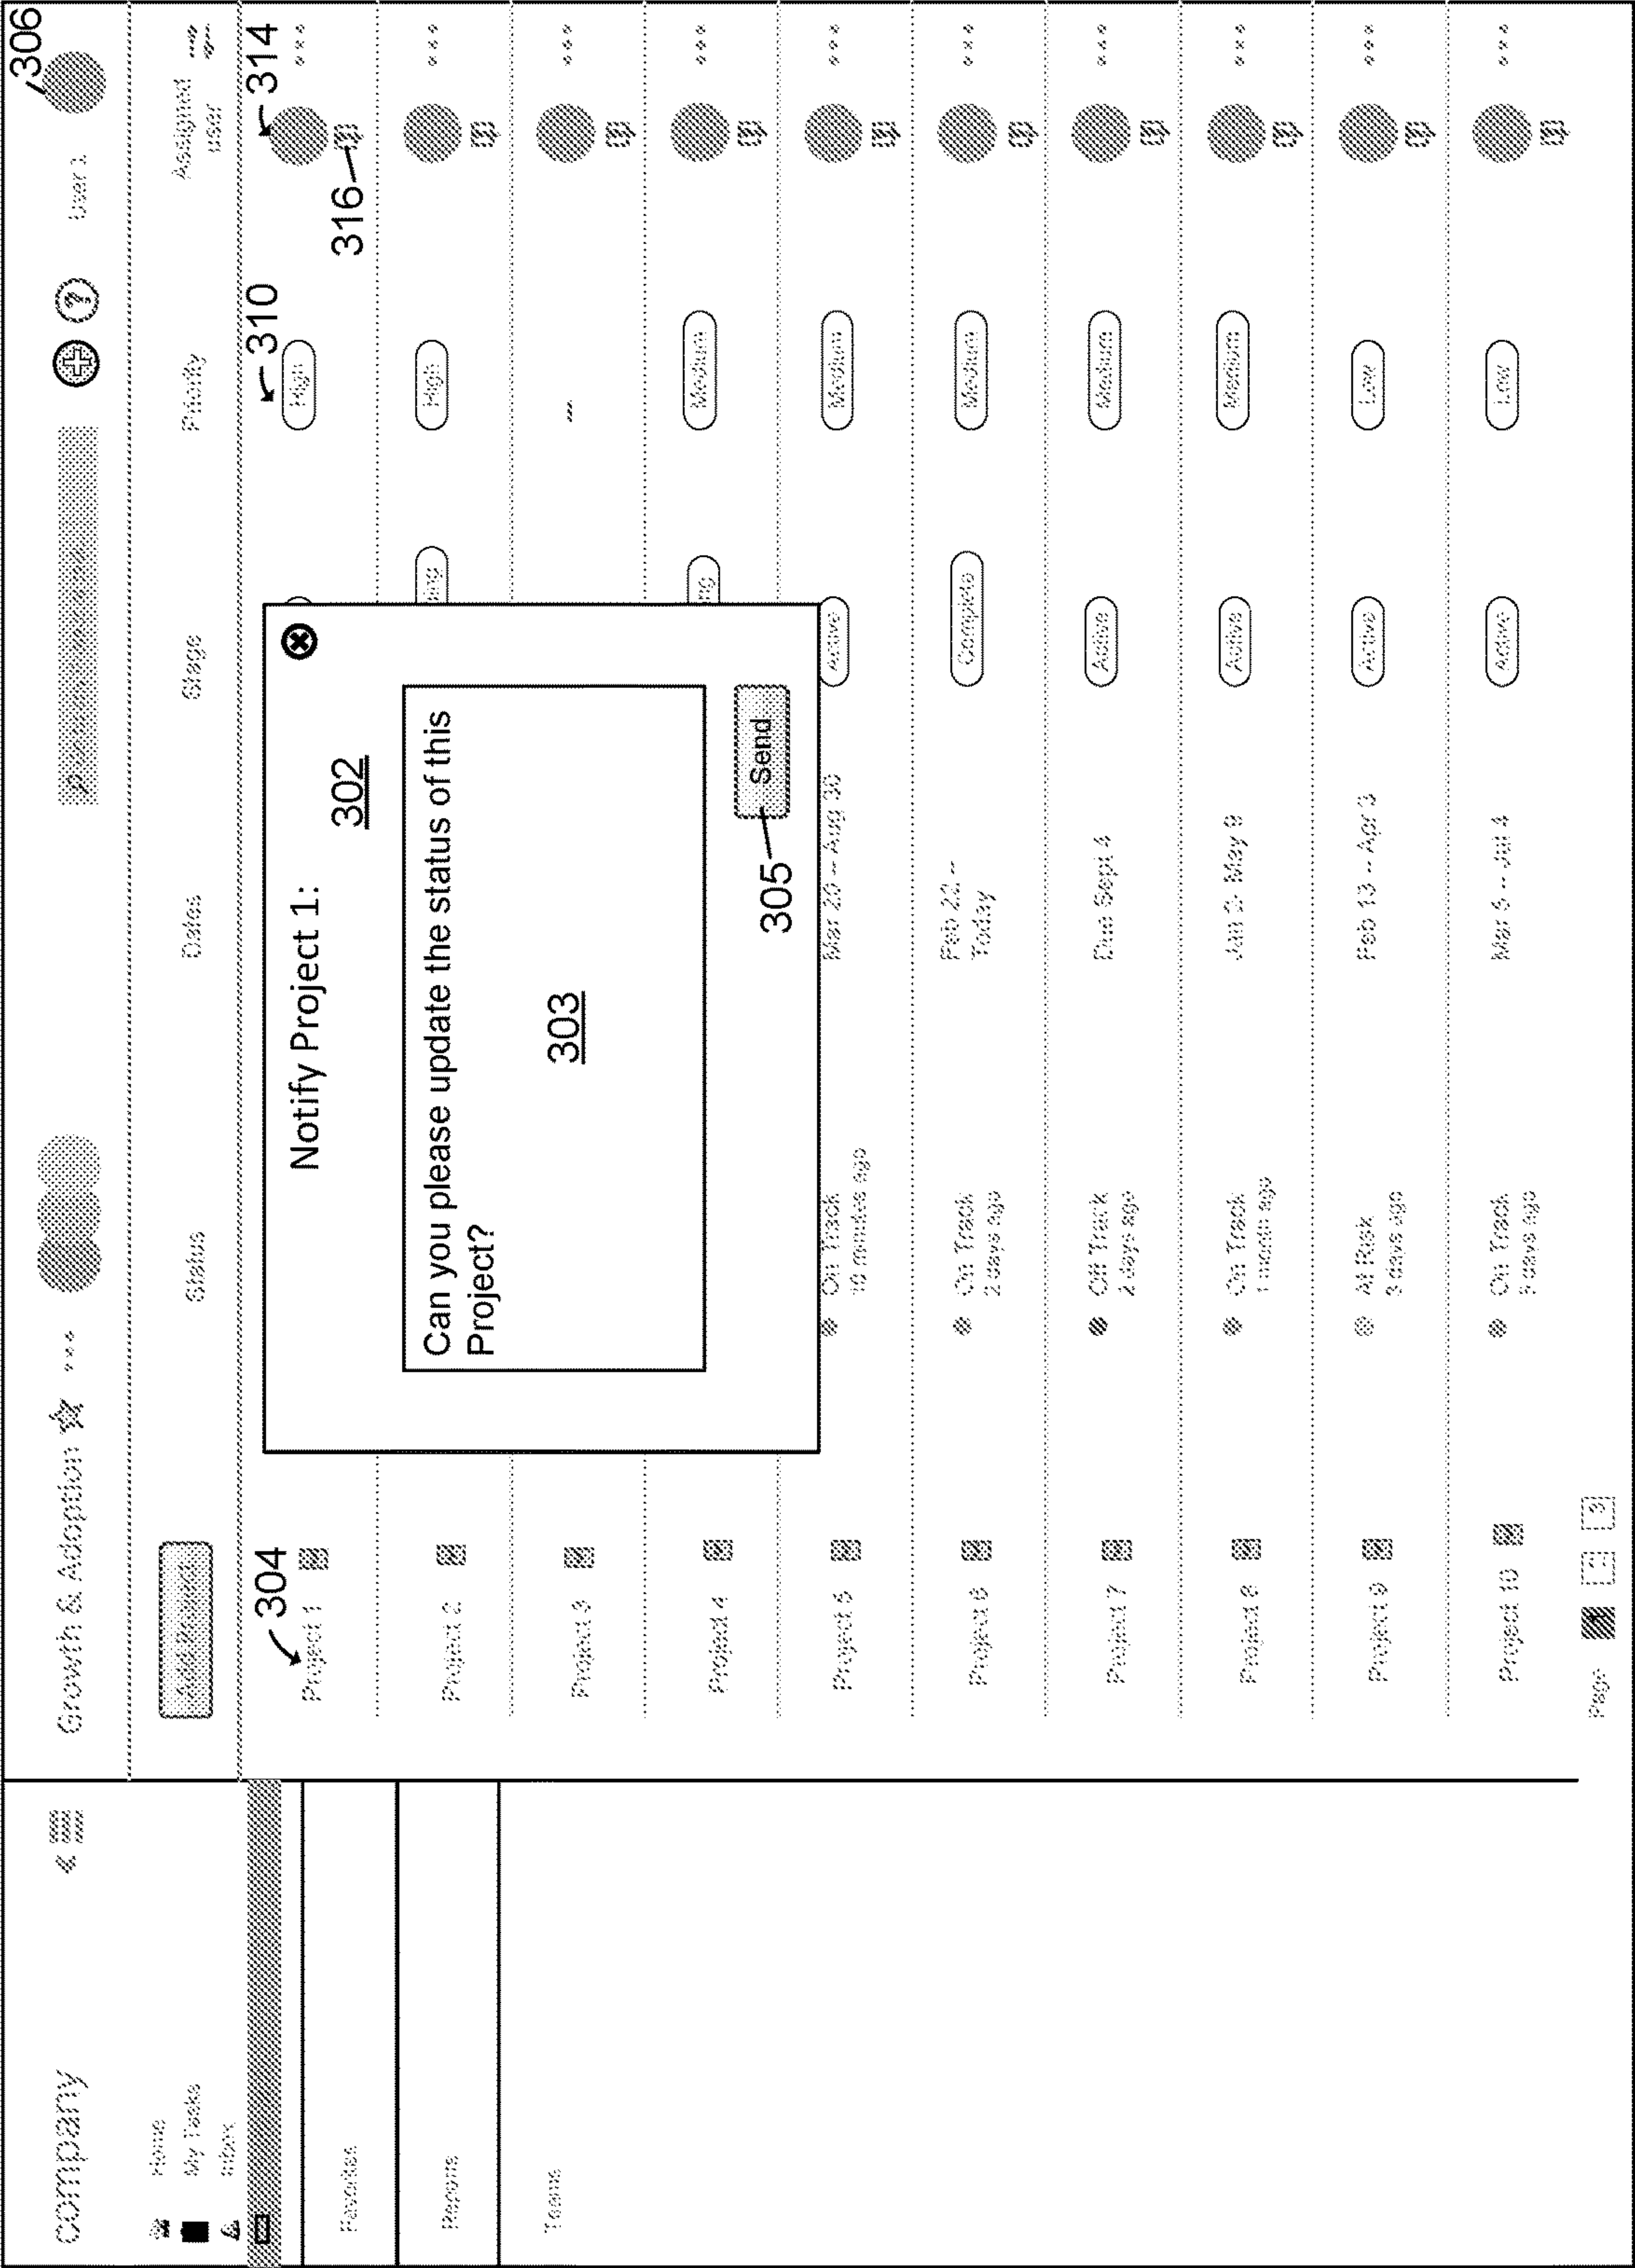 306
company
Growth & Adoption
User 1
?
Home
My Tasks
Inbox
Favorites
Reports
Teams
Status
Dates
Stage
Priority
Assigned
user
304
310
314
316
Project 1
High
Project 2
High
Project 3
Project 4
ng
Medium
Notify Project 1:
302
Can you please update the status of this
Project?
303
305
Send
Project 5
On Track
10 minutes ago
Mar 20 -- Aug 30
Active
Medium
Project 6
On Track
2 days ago
Feb 22 --
Today
Complete
Medium
Project 7
Off Track
2 days ago
Due Sept 4
Active
Medium
Project 8
On Track
1 month ago
Jan 2- May 9
Active
Medium
Project 9
At Risk
3 days ago
Feb 13 -- Apr 3
Active
Low
Project 10
On Track
5 days ago
Mar 5 -- Jul 4
Active
Low
Page
3